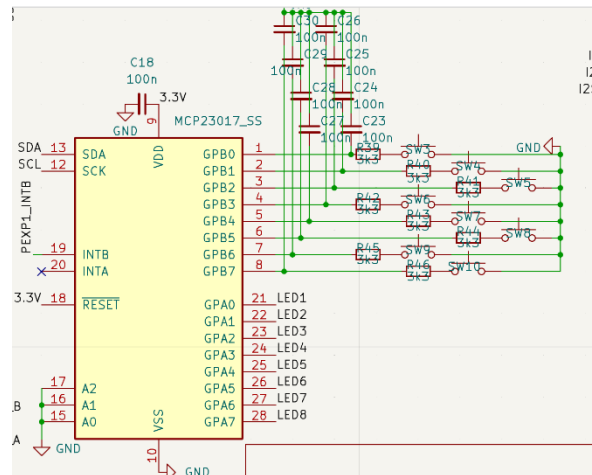 C30 C26
100n 100n
C29 C25
100n 100n
C28 C24
100n 100n
C27 C23
100n 100n
C18
100n
3.3V
GND
MCP23017_SS
SDA 13 SDA
SCL 12 SCK
9 VDD
GPB0 1
GPB1 2
GPB2 3
GPB3 4
GPB4 5
GPB5 6
GPB6 7
GPB7 8
R39 3k3 SW3
R40 3k3 SW4
R41 3k3 SW5
R42 3k3 SW6
R43 3k3 SW7
R44 3k3 SW8
R45 3k3 SW9
R46 3k3 SW10
GND
PEXP1_INTB
19 INTB
20 INTA
3.3V 18 RESET
GPA0 21 LED1
GPA1 22 LED2
GPA2 23 LED3
GPA3 24 LED4
GPA4 25 LED5
GPA5 26 LED6
GPA6 27 LED7
GPA7 28 LED8
17 A2
16 A1
15 A0
GND
VSS
10
GND
_B
A
I
I2
I2S